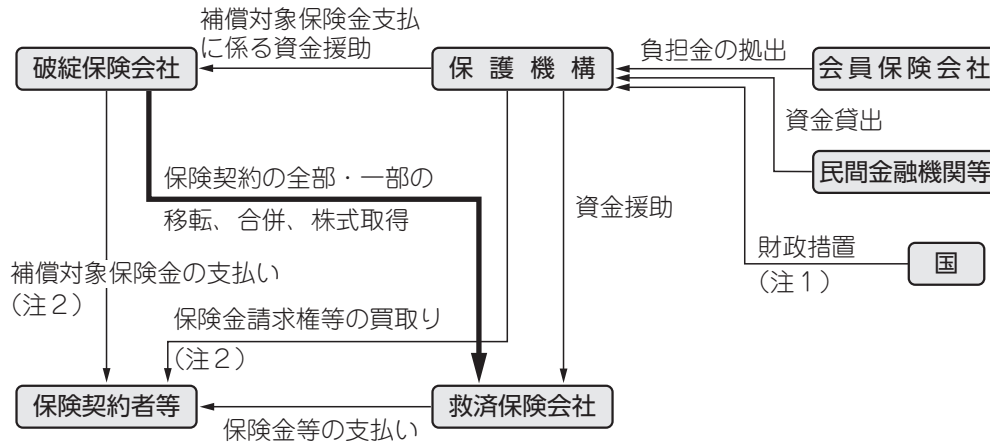 補償対象保険金支払
に係る資金援助
破綻保険会社
保護機構
負担金の拠出
会員保険会社
資金貸出
民間金融機関等
保険契約の全部・一部の
移転、合併、株式取得
資金援助
財政措置
(注1)
国
補償対象保険金の支払い
(注2)
保険金請求権等の買取り
(注2)
保険契約者等
救済保険会社
保険金等の支払い